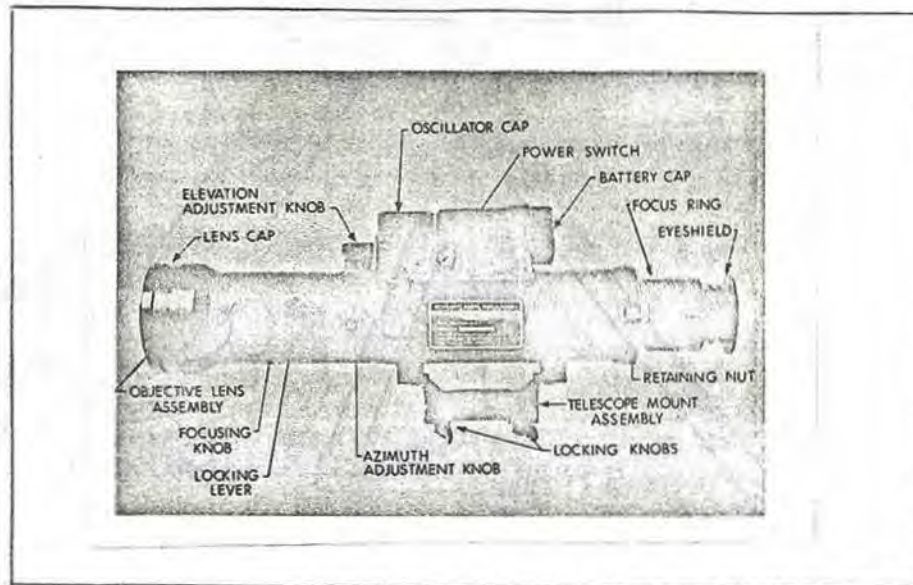 OSCILLATOR CAP
POWER SWITCH
BATTERY CAP
ELEVATION
ADJUSTMENT KNOB
FOCUS RING
EYESHIELD
LENS CAP
OBJECTIVE LENS
ASSEMBLY
RETAINING NUT
TELESCOPE MOUNT
ASSEMBLY
FOCUSING
KNOB
LOCKING KNOBS
AZIMUTH
ADJUSTMENT KNOB
LOCKING
LEVER